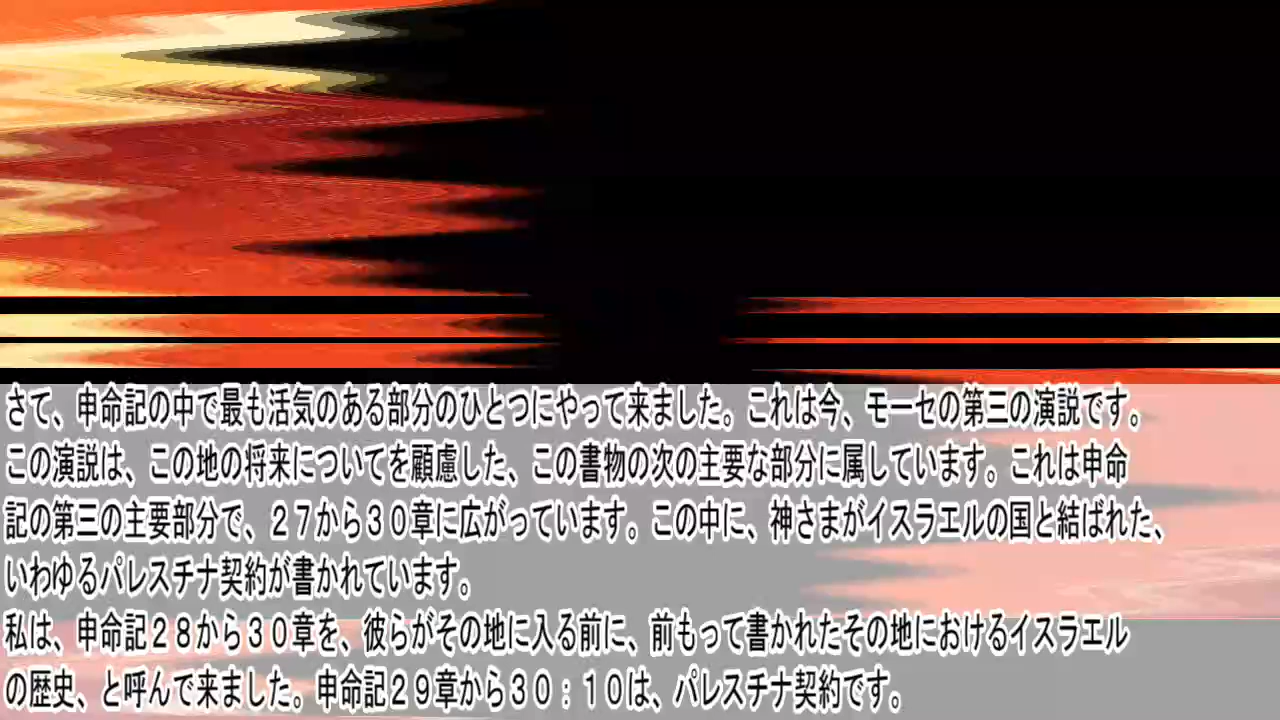 さて、申命記の中で最も活気のある部分のひとつにやって来ました。これは今、モーセの第三の演説です。
この演説は、この地の将来についてを顧慮した、この書物の次の主要な部分に属しています。これは申命
記の第三の主要部分で、２７から３０章に広がっています。この中に、神さまがイスラエルの国と結ばれた、
いわゆるパレスチナ契約が書かれています。
私は、申命記２８から３０章を、彼らがその地に入る前に、前もって書かれたその地におけるイスラエル
の歴史、と呼んで来ました。申命記２９章から３０：１０は、パレスチナ契約です。